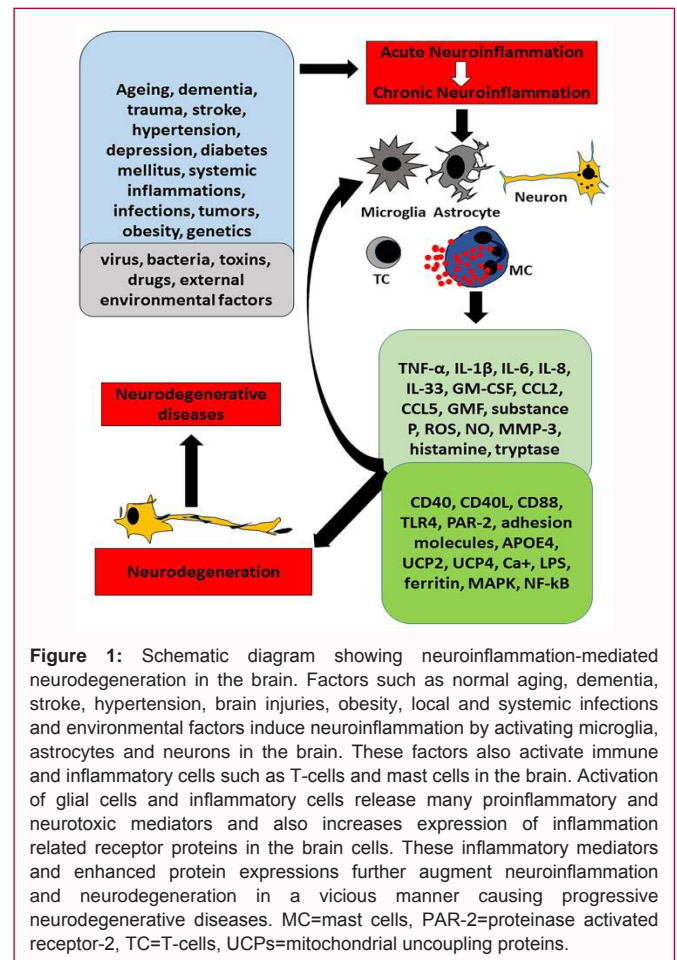 Ageing, dementia,
trauma, stroke,
hypertension,
depression, diabetes
mellitus, systemic
inflammations,
infections, tumors,
obesity, genetics
virus, bacteria, toxins,
drugs, external
environmental factors
Acute Neuroinflammation
Chronic Neuroinflammation
Microglia
Astrocyte
Neuron
TC
MC
TNF-α, IL-1β, IL-6, IL-8,
IL-33, GM-CSF, CCL2,
CCL5, GMF, substance
P, ROS, NO, MMP-3,
histamine, tryptase
CD40, CD40L, CD88,
TLR4, PAR-2, adhesion
molecules, APOE4,
UCP2, UCP4, Ca+, LPS,
ferritin, MAPK, NF-kB
Neurodegenerative
diseases
Neurodegeneration
Figure 1: Schematic diagram showing neuroinflammation-mediated
neurodegeneration in the brain. Factors such as normal aging, dementia,
stroke, hypertension, brain injuries, obesity, local and systemic infections
and environmental factors induce neuroinflammation by activating microglia,
astrocytes and neurons in the brain. These factors also activate immune
and inflammatory cells such as T-cells and mast cells in the brain. Activation
of glial cells and inflammatory cells release many proinflammatory and
neurotoxic mediators and also increases expression of inflammation
related receptor proteins in the brain cells. These inflammatory mediators
and enhanced protein expressions further augment neuroinflammation
and neurodegeneration in a vicious manner causing progressive
neurodegenerative diseases. MC=mast cells, PAR-2=proteinase activated
receptor-2, TC=T-cells, UCPs=mitochondrial uncoupling proteins.